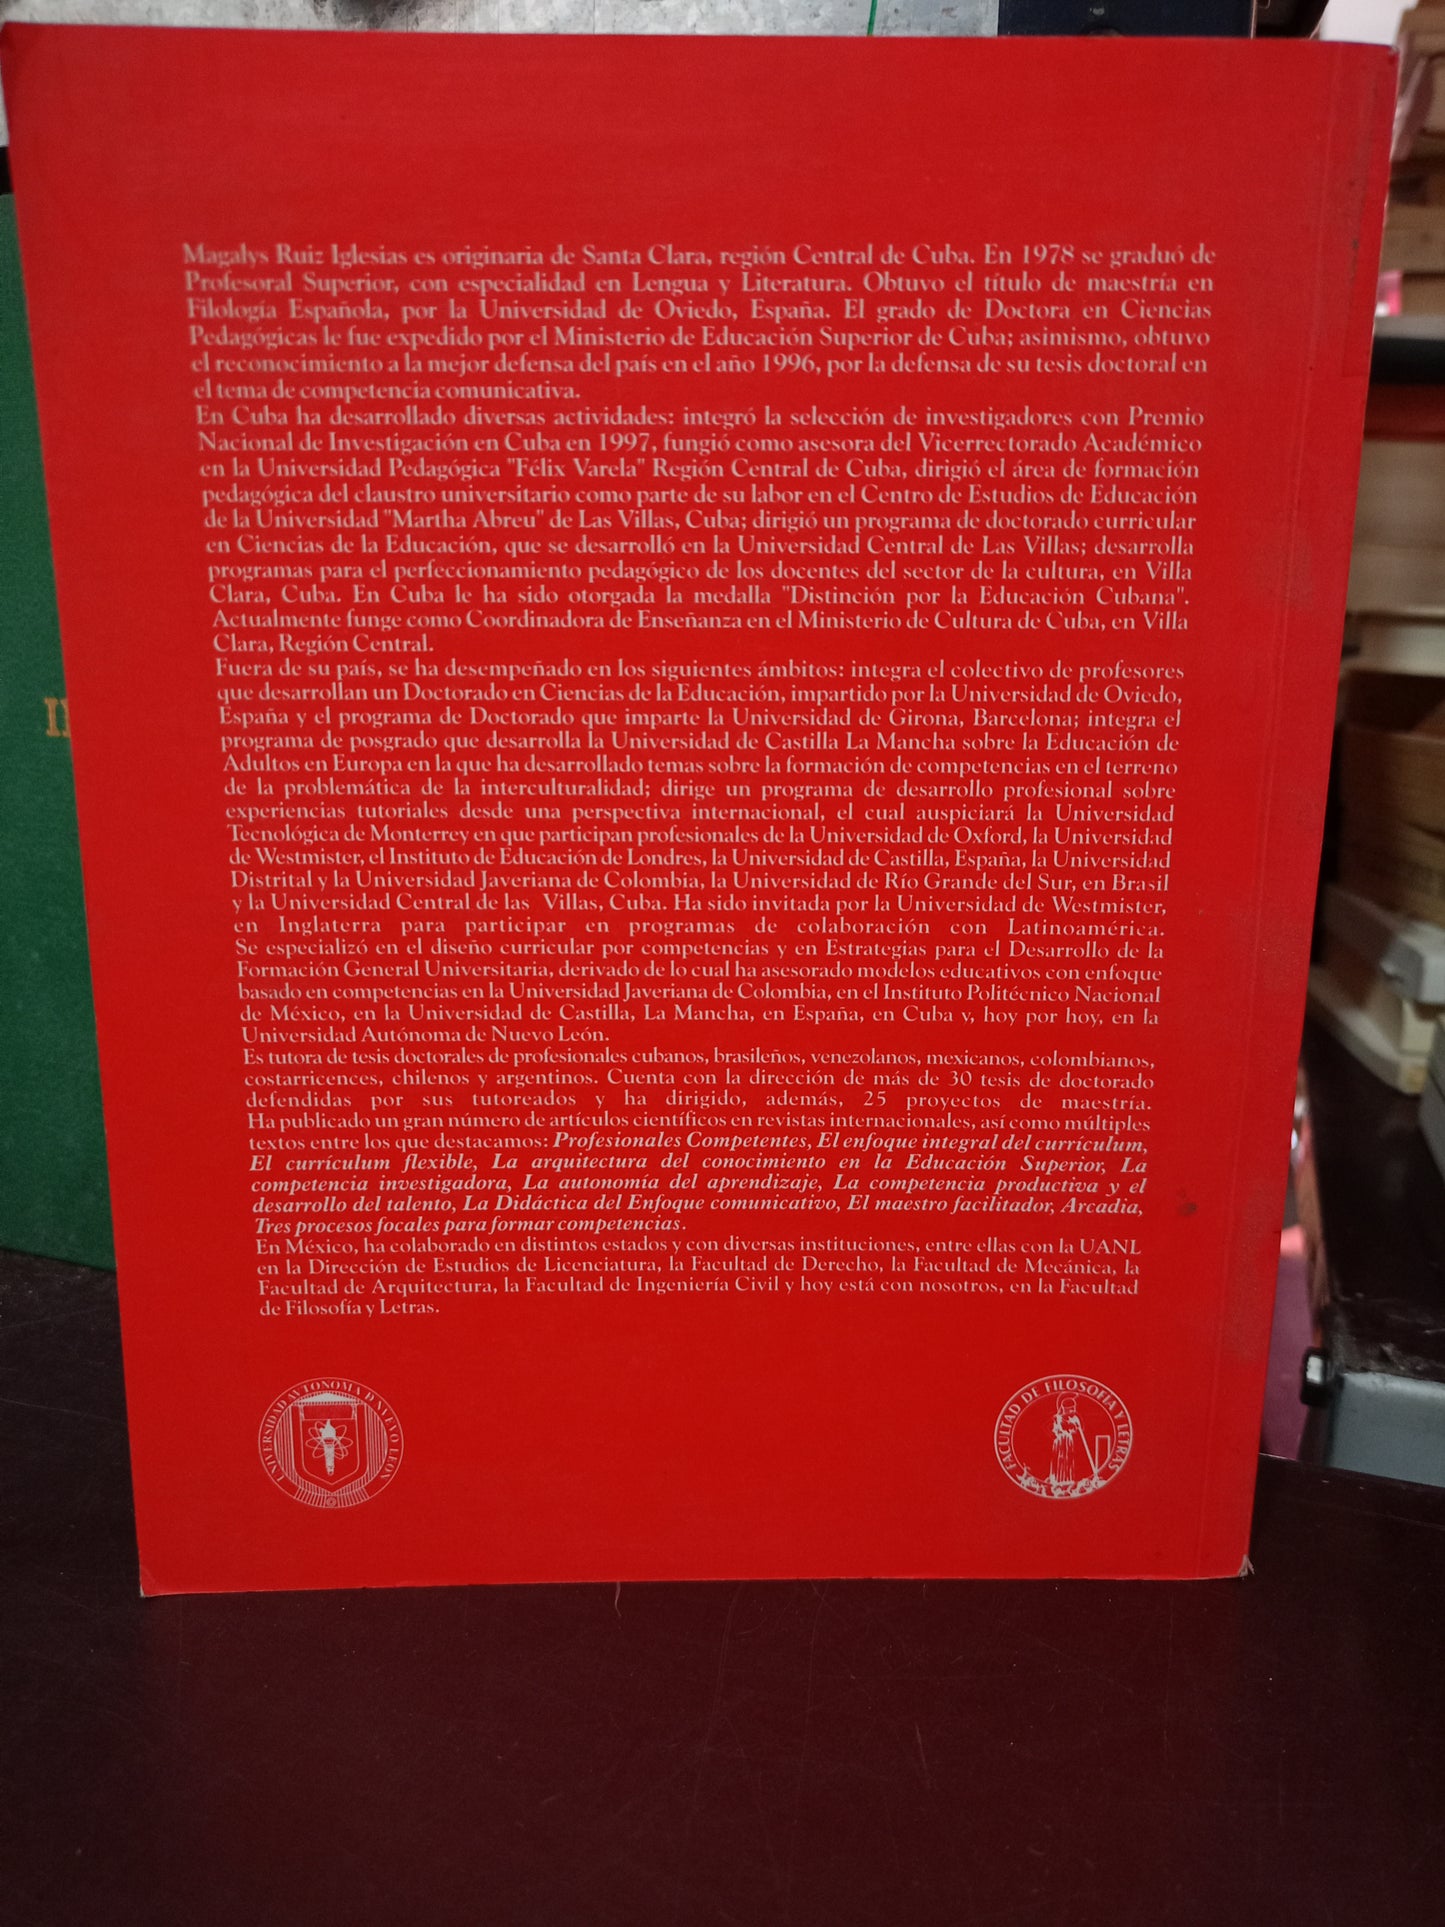 Magalys Ruiz Iglesias es originaria de Santa Clara, región Central de Cuba. En 1978 se graduó de
Profesoral Superior, con especialidad en Lengua y Literatura. Obtuvo el título de maestría en
Filología Española, por la Universidad de Oviedo, España. El grado de Doctora en Ciencias
Pedagógicas le fue expedido por el Ministerio de Educación Superior de Cuba; asimismo, obtuvo
el reconocimiento a la mejor defensa del país en el año 1996, por la defensa de su tesis doctoral en
el tema de competencia comunicativa.
En Cuba ha desarrollado diversas actividades: integró la selección de investigadores con Premio
Nacional de Investigación en Cuba en 1997, fungió como asesora del Vicerrectorado Académico
en la Universidad Pedagógica "Félix Varela" Región Central de Cuba, dirigió el área de formación
pedagógica del claustro universitario como parte de su labor en el Centro de Estudios de Educación
de la Universidad "Martha Abreu" de Las Villas, Cuba; dirigió un programa de doctorado curricular
en Ciencias de la Educación, que se desarrolló en la Universidad Central de Las Villas; desarrolla
programas para el perfeccionamiento pedagógico de los docentes del sector de la cultura, en Villa
Clara, Cuba. En Cuba le ha sido otorgada la medalla "Distinción por la Educación Cubana".
Actualmente funge como Coordinadora de Enseñanza en el Ministerio de Cultura de Cuba, en Villa
Clara, Región Central.
Fuera de su país, se ha desempeñado en los siguientes ámbitos: integra el colectivo de profesores
que desarrollan un Doctorado en Ciencias de la Educación, impartido por la Universidad de Oviedo,
España y el programa de Doctorado que imparte la Universidad de Girona, Barcelona; integra el
programa de posgrado que desarrolla la Universidad de Castilla La Mancha sobre la Educación de
Adultos en Europa en la que ha desarrollado temas sobre la formación de competencias en el terreno
de la problemática de la interculturalidad; dirige un programa de desarrollo profesional sobre
experiencias tutoriales desde una perspectiva internacional, el cual auspiciará la Universidad
Tecnológica de Monterrey en que participan profesionales de la Universidad de Oxford, la Universidad
de Westmister, el Instituto de Educación de Londres, la Universidad de Castilla, España, la Universidad
Distrital y la Universidad Javeriana de Colombia, la Universidad de Río Grande del Sur, en Brasil
y la Universidad Central de las Villas, Cuba. Ha sido invitada por la Universidad de Westmister,
en Inglaterra para participar en programas de colaboración con Latinoamérica.
Se especializó en el diseño curricular por competencias y en Estrategias para el Desarrollo de la
Formación General Universitaria, derivado de lo cual ha asesorado modelos educativos con enfoque
basado en competencias en la Universidad Javeriana de Colombia, en el Instituto Politécnico Nacional
de México, en la Universidad de Castilla, La Mancha, en España, en Cuba y, hoy por hoy, en la
Universidad Autónoma de Nuevo León.
Es tutora de tesis doctorales de profesionales cubanos, brasileños, venezolanos, mexicanos, colombianos,
costarricences, chilenos y argentinos. Cuenta con la dirección de más de 30 tesis de doctorado
defendidas por sus tutoreados y ha dirigido, además, 25 proyectos de maestría.
Ha publicado un gran número de artículos científicos en revistas internacionales, así como múltiples
textos entre los que destacamos: Profesionales Competentes, El enfoque integral del currículum,
El currículum flexible, La arquitectura del conocimiento en la Educación Superior, La
competencia investigadora, La autonomía del aprendizaje, La competencia productiva y el
desarrollo del talento, La Didáctica del Enfoque comunicativo, El maestro facilitador, Arcadia,
Tres procesos focales para formar competencias.
En México, ha colaborado en distintos estados y con diversas instituciones, entre ellas con la UANL
en la Dirección de Estudios de Licenciatura, la Facultad de Derecho, la Facultad de Mecánica, la
Facultad de Arquitectura, la Facultad de Ingeniería Civil y hoy está con nosotros, en la Facultad
de Filosofía y Letras.
UNIVERSIDAD AUTONOMA DE NUEVO LEON
FACULTAD DE FILOSOFÍA Y LETRAS